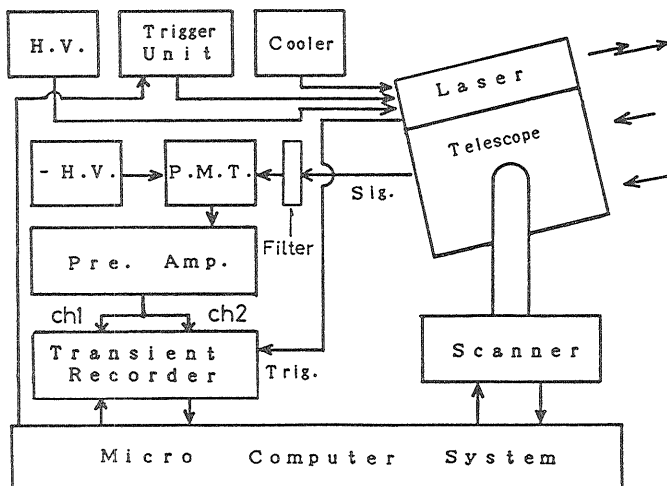 H.V.
Trigger
Unit
Cooler
Laser
Telescope
- H.V.
P.M.T.
Sig.
Filter
Pre. Amp.
ch1
ch2
Transient
Recorder
Trig.
Scanner
Micro Computer System